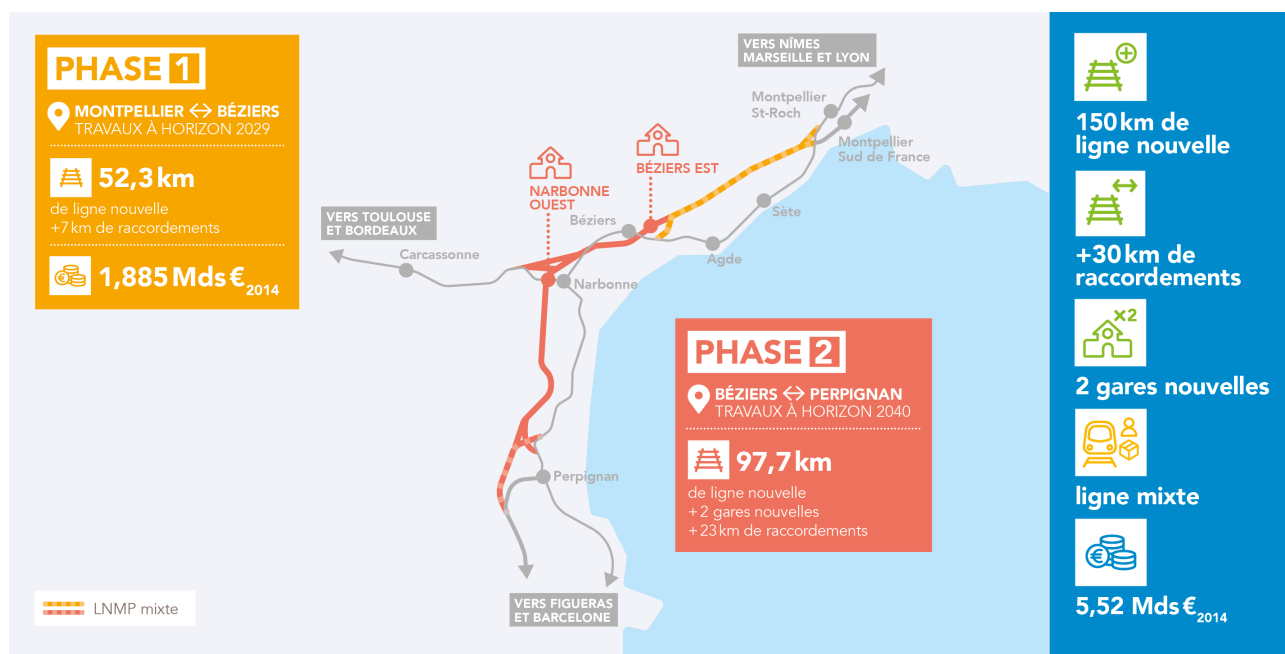 PHASE 1
MONTPELLIER ↔ BÉZIERS
TRAVAUX À HORIZON 2029
52,3 km
de ligne nouvelle
+7 km de raccordements
1,885 Mds € 2014
VERS NÎMES
MARSEILLE ET LYON
Montpellier
St-Roch
Montpellier
Sud de France
BÉZIERS EST
NARBONNE
OUEST
VERS TOULOUSE
ET BORDEAUX
Béziers
Sète
Agde
Carcassonne
Narbonne
Perpignan
VERS FIGUERAS
ET BARCELONE
LNMP mixte
PHASE 2
BÉZIERS ↔ PERPIGNAN
TRAVAUX À HORIZON 2040
97,7 km
de ligne nouvelle
+ 2 gares nouvelles
+ 23 km de raccordements
150 km de
ligne nouvelle
+30 km de
raccordements
x2
2 gares nouvelles
ligne mixte
5,52 Mds € 2014